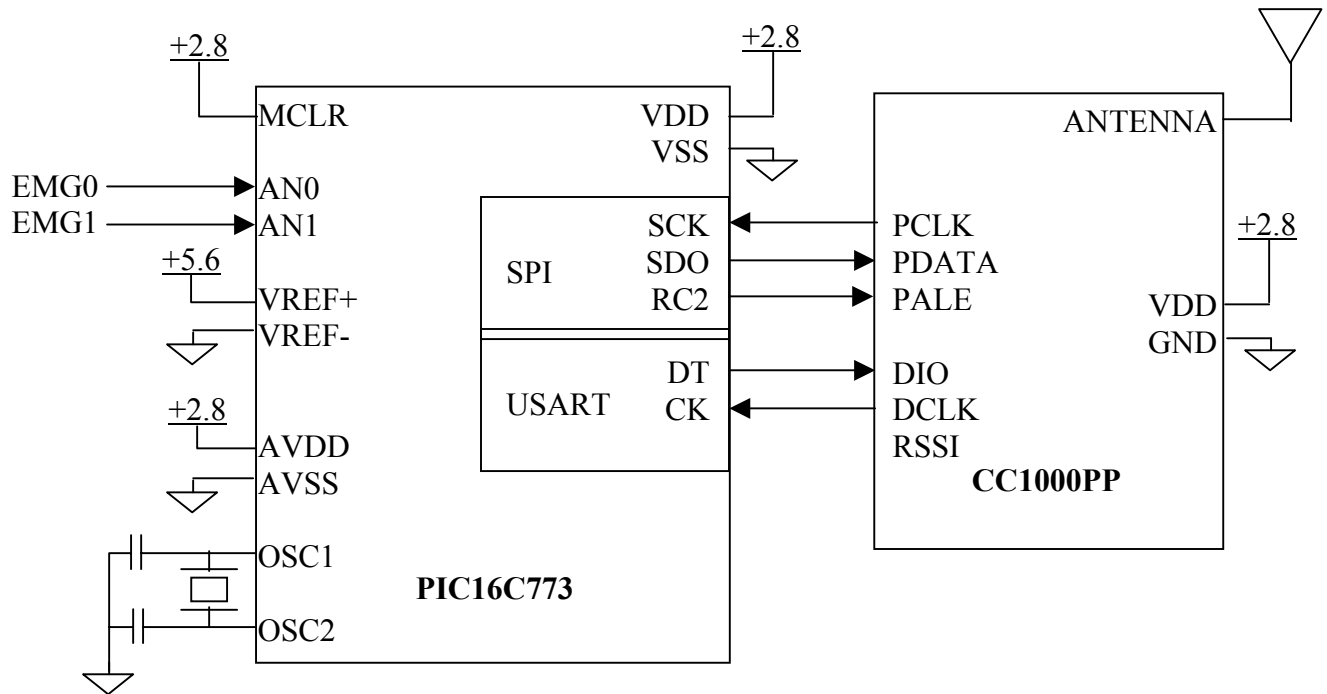 +2.8
MCLR
EMG0
AN0
EMG1
AN1
+5.6
VREF+
VREF-
+2.8
AVDD
AVSS
OSC1
OSC2
PIC16C773
+2.8
VDD
VSS
SPI
SCK
SDO
RC2
USART
DT
CK
ANTENNA
PCLK
PDATA
PALE
+2.8
VDD
GND
DIO
DCLK
RSSI
CC1000PP